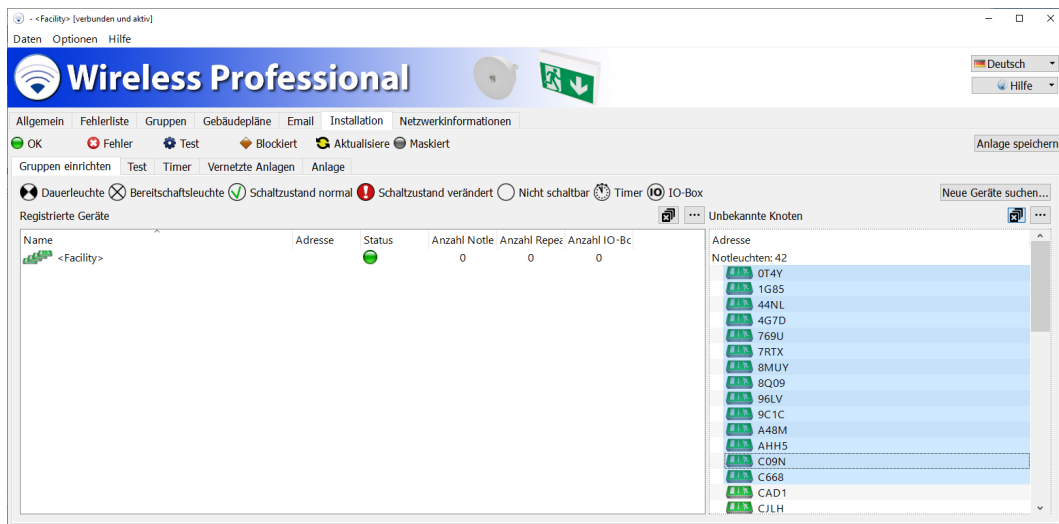 - <Facility> [verbunden und aktiv]
Daten Optionen Hilfe
Wireless Professional
Deutsch
Hilfe
Allgemein Fehlerliste Gruppen Gebäudepläne Email Installation Netzwerkinformationen
OK Fehler Test Blockiert Aktualisiere Maskiert Anlage speichern
Gruppen einrichten Test Timer Vernetzte Anlagen Anlage
Dauerleuchte Bereitschaftsleuchte Schaltzustand normal Schaltzustand verändert Nicht schaltbar Timer IO IO-Box Neue Geräte suchen...
Registrierte Geräte ... Unbekannte Knoten ...
Name Adresse Status Anzahl Notle Anzahl Repea Anzahl IO-Bc Adresse
<Facility> 0 0 0 Notleuchten: 42
0T4Y
1G85
44NL
4G7D
769U
7RTX
8MUY
8Q09
96LV
9C1C
A48M
AHH5
C09N
C668
CAD1
CJLH